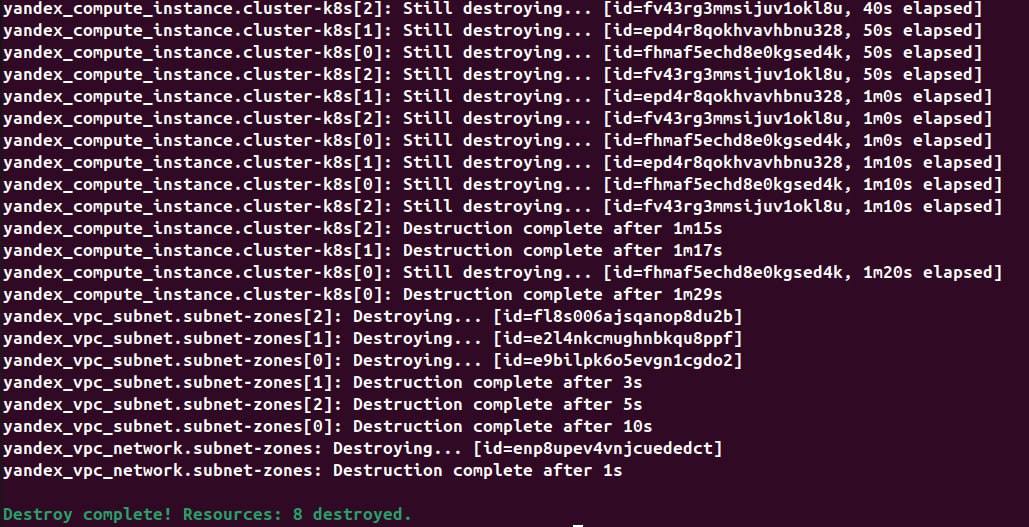 yandex_compute_instance.cluster-k8s[2]: Still destroying... [id=fv43rg3mmsijuv1okl8u, 40s elapsed]
yandex_compute_instance.cluster-k8s[1]: Still destroying... [id=epd4r8qokhvavhbnu328, 50s elapsed]
yandex_compute_instance.cluster-k8s[0]: Still destroying... [id=fhmaf5echd8e0kgsed4k, 50s elapsed]
yandex_compute_instance.cluster-k8s[2]: Still destroying... [id=fv43rg3mmsijuv1okl8u, 50s elapsed]
yandex_compute_instance.cluster-k8s[1]: Still destroying... [id=epd4r8qokhvavhbnu328, 1m0s elapsed]
yandex_compute_instance.cluster-k8s[2]: Still destroying... [id=fv43rg3mmsijuv1okl8u, 1m0s elapsed]
yandex_compute_instance.cluster-k8s[0]: Still destroying... [id=fhmaf5echd8e0kgsed4k, 1m0s elapsed]
yandex_compute_instance.cluster-k8s[1]: Still destroying... [id=epd4r8qokhvavhbnu328, 1m10s elapsed]
yandex_compute_instance.cluster-k8s[0]: Still destroying... [id=fhmaf5echd8e0kgsed4k, 1m10s elapsed]
yandex_compute_instance.cluster-k8s[2]: Still destroying... [id=fv43rg3mmsijuv1okl8u, 1m10s elapsed]
yandex_compute_instance.cluster-k8s[2]: Destruction complete after 1m15s
yandex_compute_instance.cluster-k8s[1]: Destruction complete after 1m17s
yandex_compute_instance.cluster-k8s[0]: Still destroying... [id=fhmaf5echd8e0kgsed4k, 1m20s elapsed]
yandex_compute_instance.cluster-k8s[0]: Destruction complete after 1m29s
yandex_vpc_subnet.subnet-zones[2]: Destroying... [id=fl8s006ajsqanop8du2b]
yandex_vpc_subnet.subnet-zones[1]: Destroying... [id=e2l4nkcmughnbkqu8ppf]
yandex_vpc_subnet.subnet-zones[0]: Destroying... [id=e9bilpk6o5evgn1cgdo2]
yandex_vpc_subnet.subnet-zones[1]: Destruction complete after 3s
yandex_vpc_subnet.subnet-zones[2]: Destruction complete after 5s
yandex_vpc_subnet.subnet-zones[0]: Destruction complete after 10s
yandex_vpc_network.subnet-zones: Destroying... [id=enp8upev4vnjcuededct]
yandex_vpc_network.subnet-zones: Destruction complete after 1s
Destroy complete! Resources: 8 destroyed.